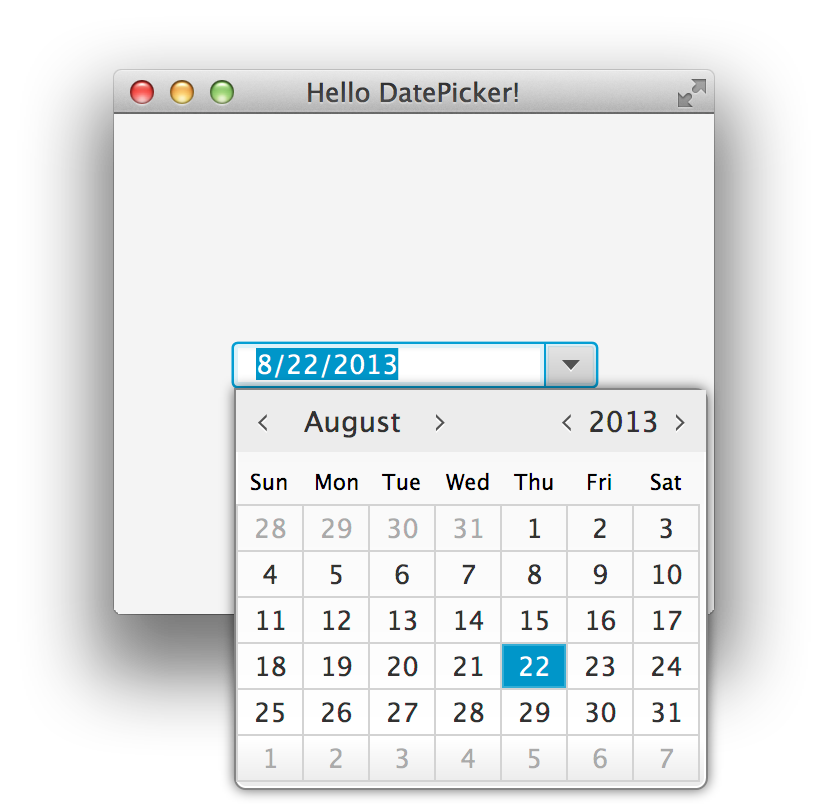 Hello DatePicker!
8/22/2013
August 2013
Sun Mon Tue Wed Thu Fri Sat
28 29 30 31 1 2 3
4 5 6 7 8 9 10
11 12 13 14 15 16 17
18 19 20 21 22 23 24
25 26 27 28 29 30 31
1 2 3 4 5 6 7